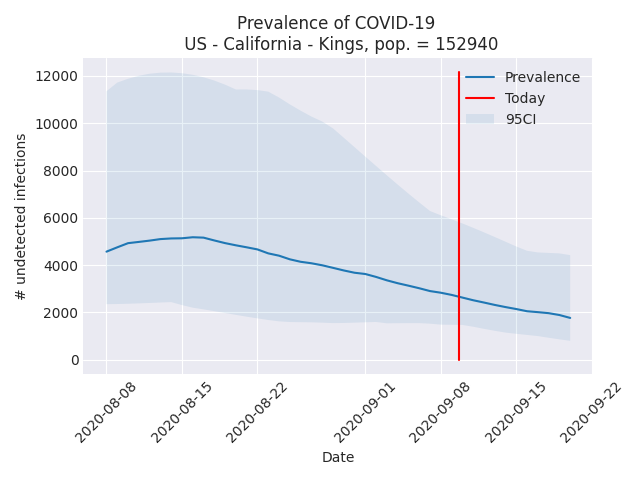 Prevalence of COVID-19
US - California - Kings, pop. = 152940
12000
10000
8000
6000
4000
2000
0
# undetected infections
Prevalence
Today
95CI
2020-08-08
2020-08-15
2020-08-22
2020-09-01
2020-09-08
2020-09-15
2020-09-22
Date